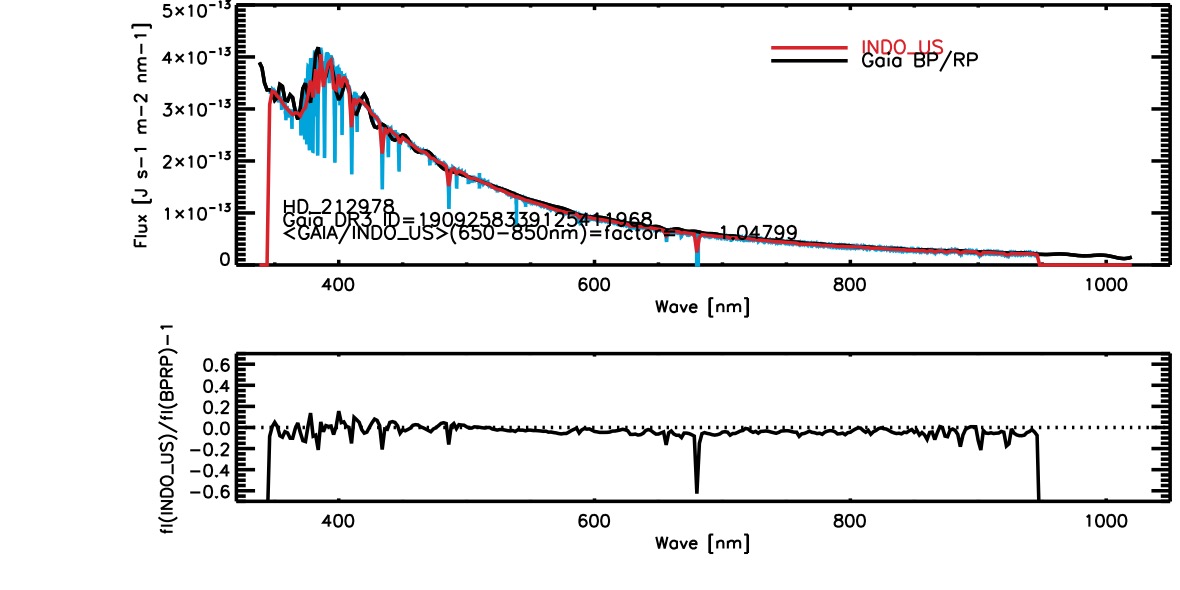 5×10−13
4×10−13
3×10−13
2×10−13
1×10−13
0
Flux [J s−1 m−2 nm−1]
INDO_US
Gaia BP/RP
HD_212978
Gaia DR3_ID=1909258339125411968
<GAIA/INDO_US>(650−850nm)=factor= 1.04799
400 600 800 1000
Wave [nm]
fl(INDO_US)/fl(BPRP)−1
0.6
0.4
0.2
0.0
−0.2
−0.4
−0.6
400 600 800 1000
Wave [nm]